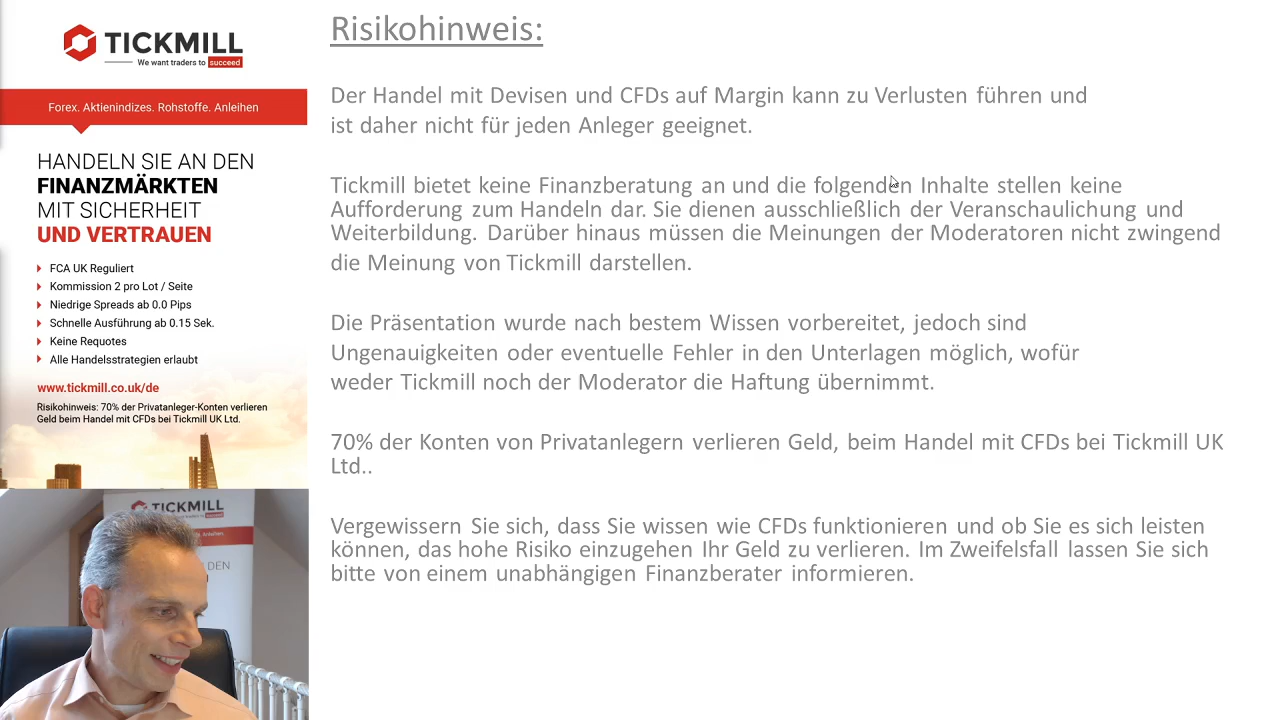 TICKMILL
We want traders to succeed
Forex. Aktienindizes. Rohstoffe. Anleihen
HANDELN SIE AN DEN
FINANZMÄRKTEN
MIT SICHERHEIT
UND VERTRAUEN
FCA UK Reguliert
Kommission 2 pro Lot / Seite
Niedrige Spreads ab 0.0 Pips
Schnelle Ausführung ab 0.15 Sek.
Keine Requotes
Alle Handelsstrategien erlaubt
www.tickmill.co.uk/de
Risikohinweis: 70% der Privatanleger-Konten verlieren
Geld beim Handel mit CFDs bei Tickmill UK Ltd.
TICKMILL
Risikohinweis:
Der Handel mit Devisen und CFDs auf Margin kann zu Verlusten führen und
ist daher nicht für jeden Anleger geeignet.
Tickmill bietet keine Finanzberatung an und die folgenden Inhalte stellen keine
Aufforderung zum Handeln dar. Sie dienen ausschließlich der Veranschaulichung und
Weiterbildung. Darüber hinaus müssen die Meinungen der Moderatoren nicht zwingend
die Meinung von Tickmill darstellen.
Die Präsentation wurde nach bestem Wissen vorbereitet, jedoch sind
Ungenauigkeiten oder eventuelle Fehler in den Unterlagen möglich, wofür
weder Tickmill noch der Moderator die Haftung übernimmt.
70% der Konten von Privatanlegern verlieren Geld, beim Handel mit CFDs bei Tickmill UK
Ltd..
Vergewissern Sie sich, dass Sie wissen wie CFDs funktionieren und ob Sie es sich leisten
können, das hohe Risiko einzugehen Ihr Geld zu verlieren. Im Zweifelsfall lassen Sie sich
bitte von einem unabhängigen Finanzberater informieren.